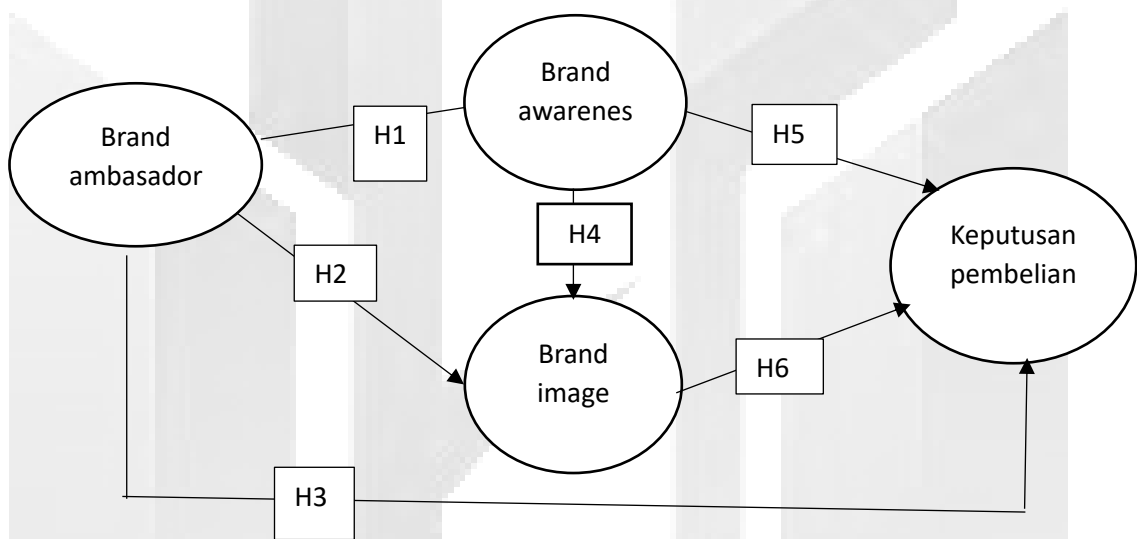 Brand
ambasador
H1
Brand
awarenes
H5
H2
H4
Keputusan
pembelian
Brand
image
H6
H3